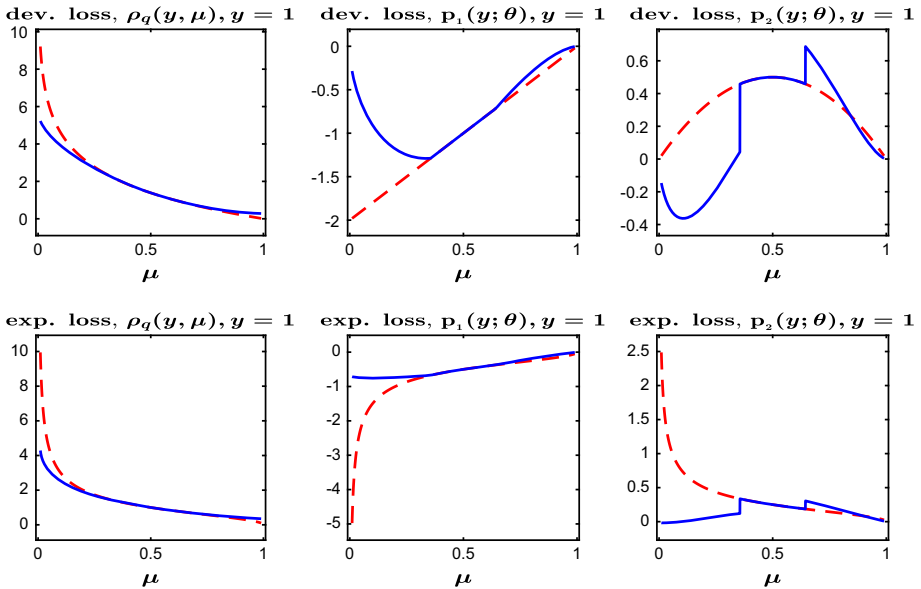 dev. loss, ρ_q(y, μ), y = 1
10
8
6
4
2
0
0 0.5 1
μ
dev. loss, p₁(y; θ), y = 1
0
-0.5
-1
-1.5
-2
0 0.5 1
μ
dev. loss, p₂(y; θ), y = 1
0.6
0.4
0.2
0
-0.2
-0.4
0 0.5 1
μ
exp. loss, ρ_q(y, μ), y = 1
10
8
6
4
2
0
0 0.5 1
μ
exp. loss, p₁(y; θ), y = 1
0
-1
-2
-3
-4
-5
0 0.5 1
μ
exp. loss, p₂(y; θ), y = 1
2.5
2
1.5
1
0.5
0
0 0.5 1
μ